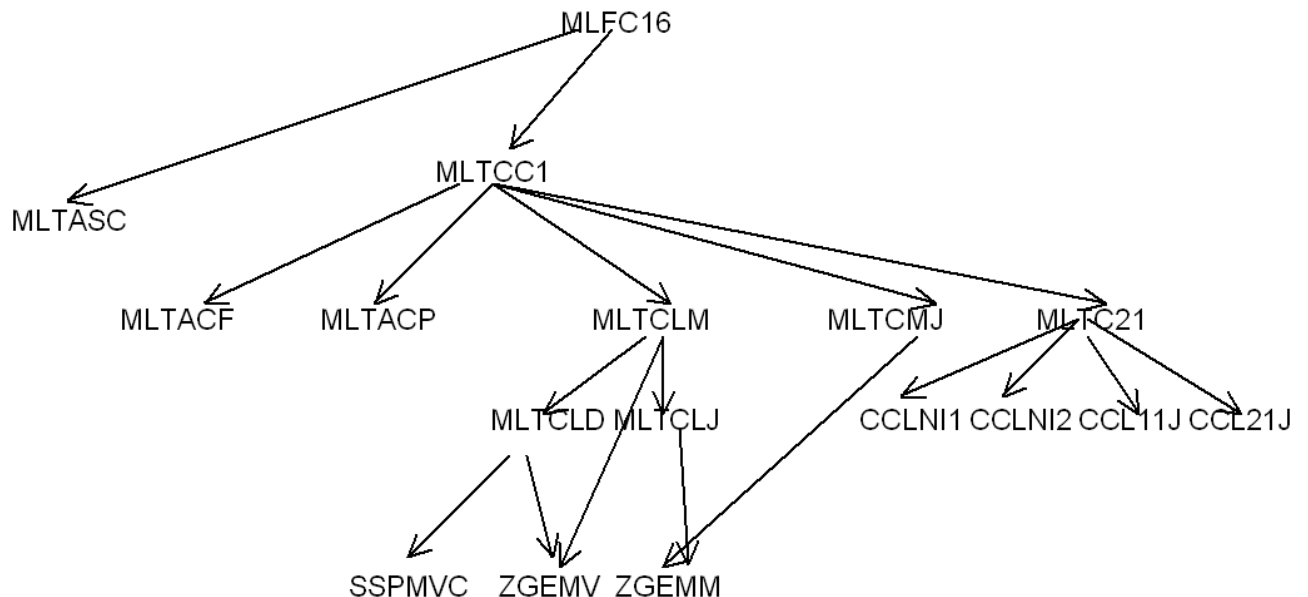 MLFC16
MLTCC1
MLTASC
MLTACF MLTACP MLTCLM MLTCMJ MLTC21
MLTCLD MLTCLJ CCLNI1 CCLNI2 CCL11J CCL21J
SSPMVC ZGEMV ZGEMM